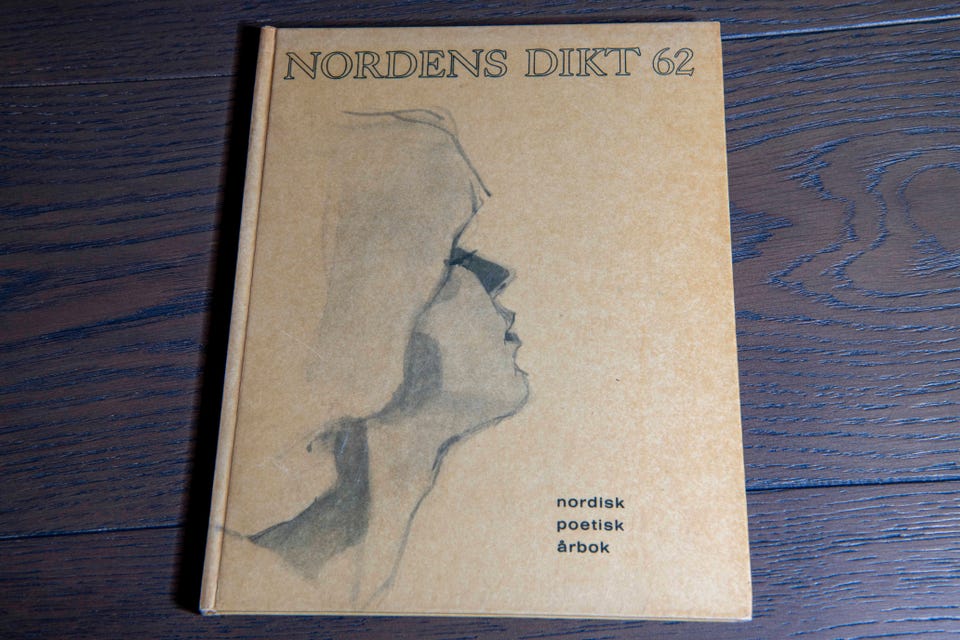 NORDENS DIKT 62
nordisk
poetisk
årbok